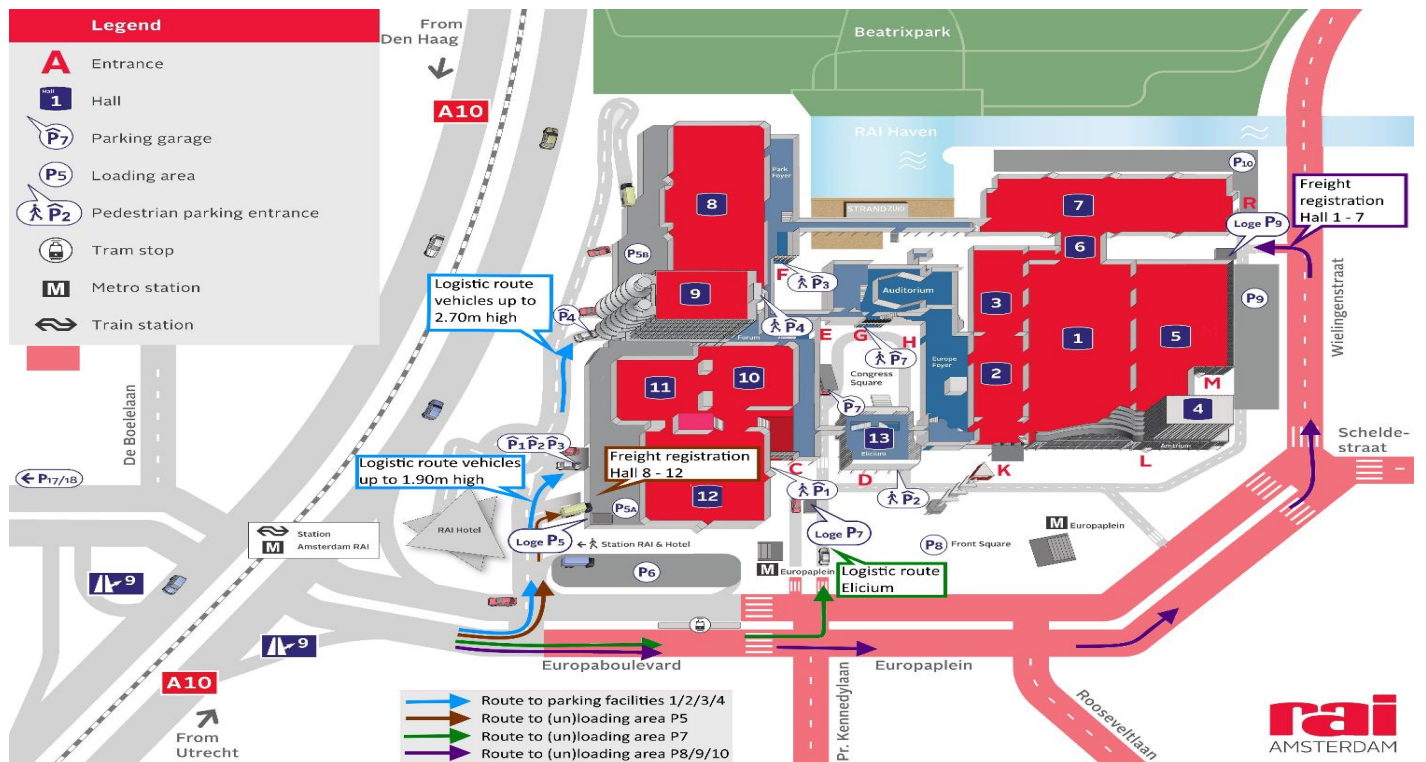 Legend
A Entrance
Hall
1 Hall
P7 Parking garage
P5 Loading area
P2 Pedestrian parking entrance
Tram stop
M Metro station
Train station
From
Den Haag
A10
Beatrixpark
RAI Haven
STRANDZUID
Park
Foyer
P10
R
Freight
registration
Hall 1 - 7
Loge P9
8
7
6
P5B
F
P3
Logistic route
vehicles up to
2.70m high
9
P4
P4
Auditorium
3
1
5
P9
Wielingenstraat
Forum
E
G
H
P7
Europe
Foyer
Congress
Square
2
M
4
11
10
P7
13
Elicium
Amtrium
De Boelelaan
P1 P2 P3
Freight registration
Hall 8 - 12
Schelde-
straat
P17/18
Logistic route vehicles
up to 1.90m high
C
D
K
L
P1
P2
12
RAI Hotel
P5A
Loge P5
Loge P7
Station
M Amsterdam RAI
Station RAI & Hotel
P8 Front Square
M Europaplein
9
P6
M Europaplein
Logistic route
Elicium
9
Europaboulevard
Europaplein
A10
From
Utrecht
Pr. Kennedylaan
Rooseveltlaan
Route to parking facilities 1/2/3/4
Route to (un)loading area P5
Route to (un)loading area P7
Route to (un)loading area P8/9/10
rai
AMSTERDAM